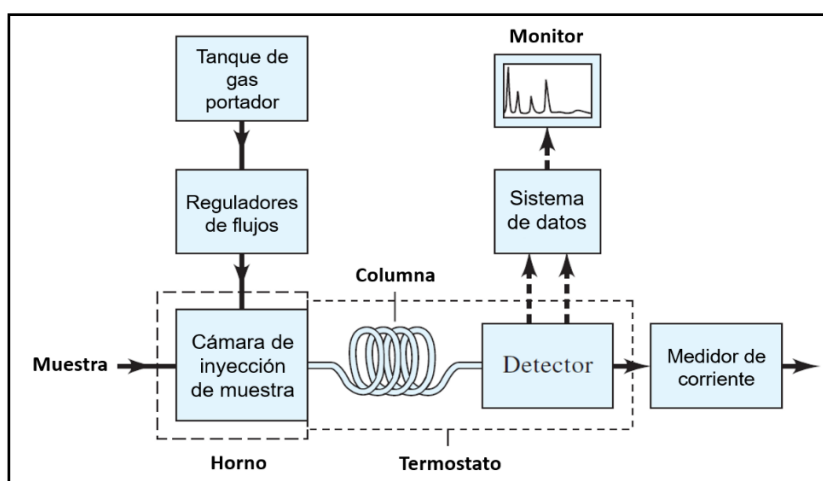 Monitor
Tanque de
gas
portador
Reguladores
de flujos
Sistema
de datos
Columna
Muestra
Cámara de
inyección
de muestra
Detector
Medidor de
corriente
Horno
Termostato